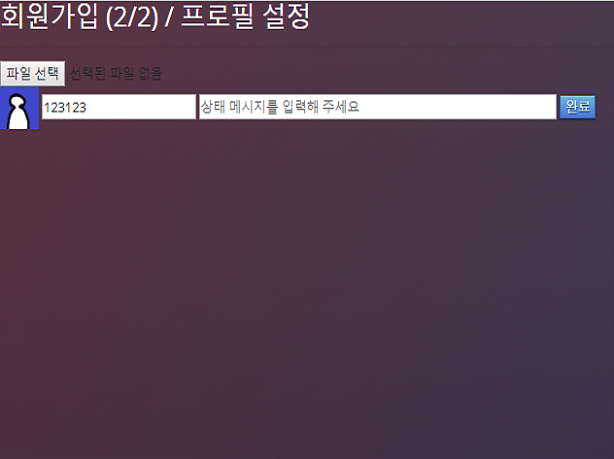 회원가입 (2/2) / 프로필 설정
파일 선택 선택된 파일 없음
123123 상태 메시지를 입력해 주세요 완료